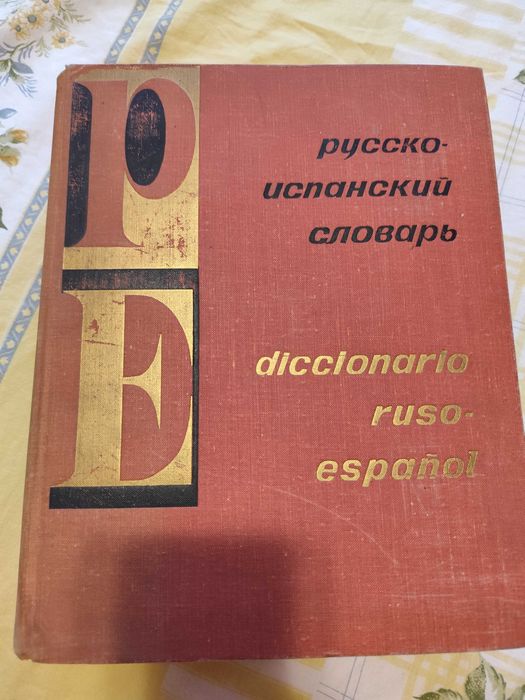 Р
Е
русско-
испанский
словарь
diccionario
ruso-
español